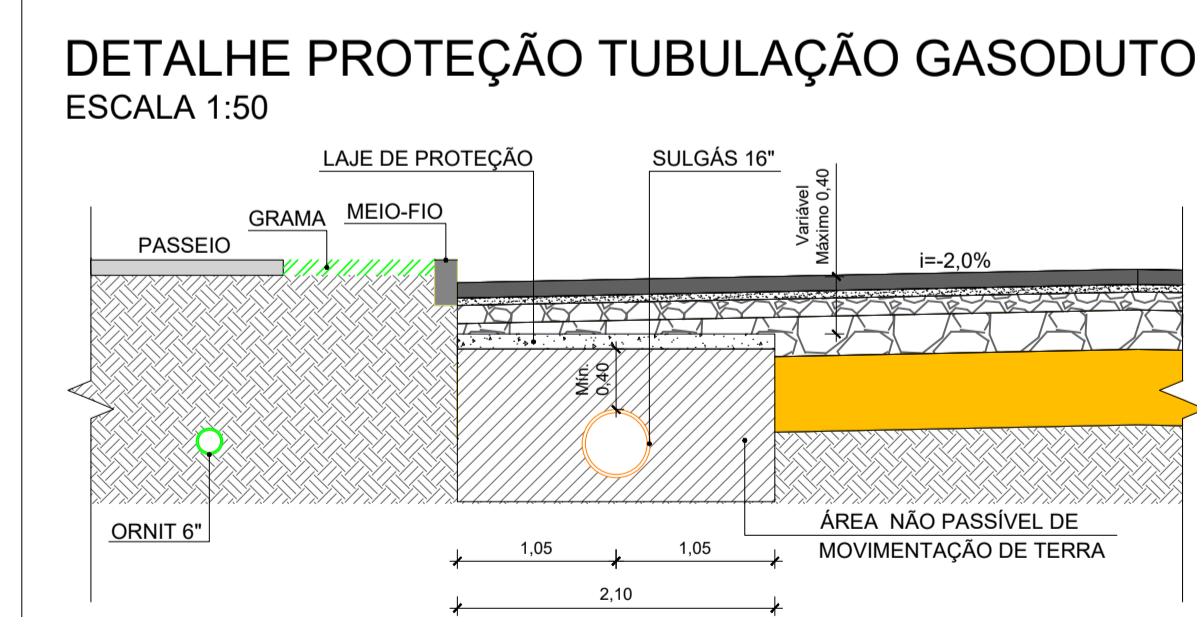 DETALHE PROTEÇÃO TUBULAÇÃO GASODUTO
ESCALA 1:50
LAJE DE PROTEÇÃO
SULGÁS 16"
Variável
Máximo 0,40
GRAMA
MEIO-FIO
PASSEIO
i=-2,0%
Mín.
0,40
ORNIT 6"
ÁREA NÃO PASSÍVEL DE
MOVIMENTAÇÃO DE TERRA
1,05
1,05
2,10